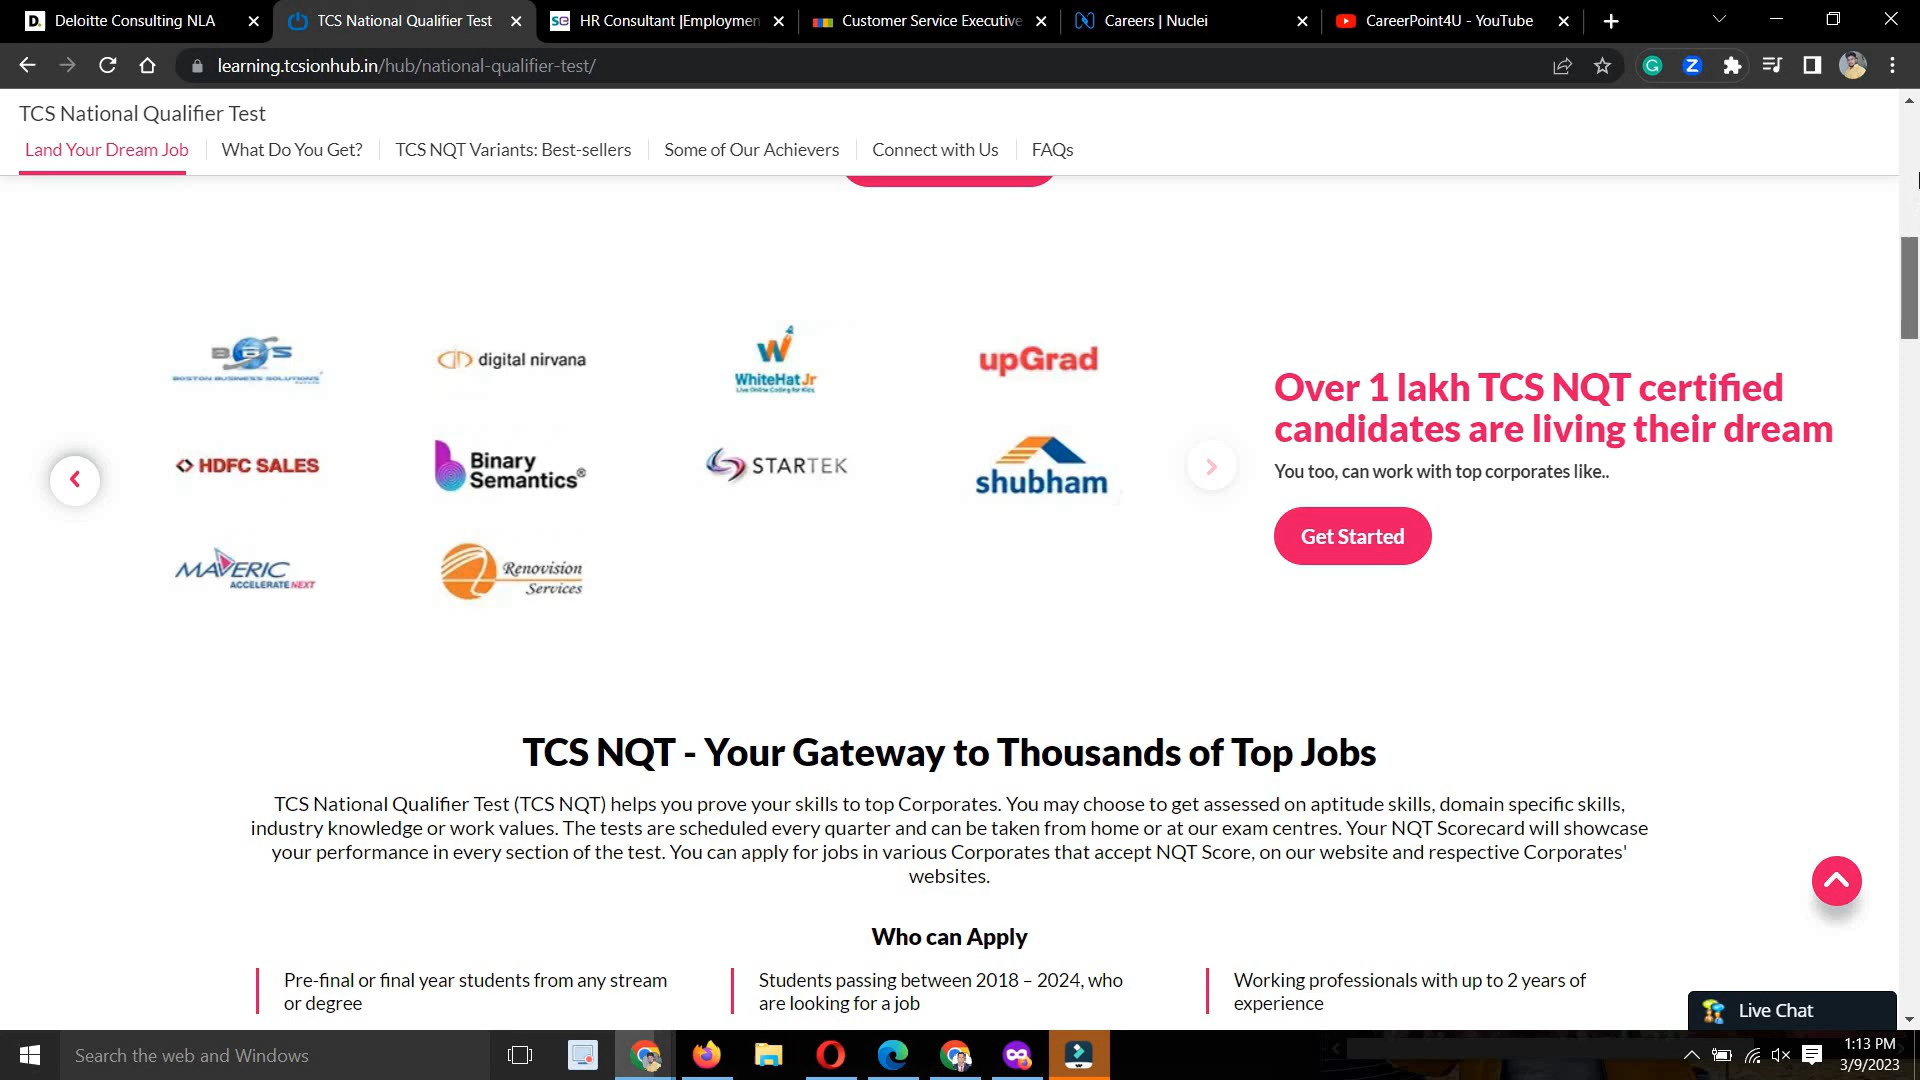 Deloitte Consulting NLA
TCS National Qualifier Test
HR Consultant |Employmen
Customer Service Executive
Careers | Nuclei
CareerPoint4U - YouTube
learning.tcsionhub.in/hub/national-qualifier-test/
TCS National Qualifier Test
Land Your Dream Job
What Do You Get?
TCS NQT Variants: Best-sellers
Some of Our Achievers
Connect with Us
FAQs
BBS
BOSTON BUSINESS SOLUTIONS
digital nirvana
WhiteHat Jr
Live Online Coding for Kids
upGrad
HDFC SALES
Binary
Semantics®
STARTEK
shubham
MAVERIC
ACCELERATE NEXT
Renovision
Services
Over 1 lakh TCS NQT certified
candidates are living their dream
You too, can work with top corporates like..
Get Started
TCS NQT - Your Gateway to Thousands of Top Jobs
TCS National Qualifier Test (TCS NQT) helps you prove your skills to top Corporates. You may choose to get assessed on aptitude skills, domain specific skills,
industry knowledge or work values. The tests are scheduled every quarter and can be taken from home or at our exam centres. Your NQT Scorecard will showcase
your performance in every section of the test. You can apply for jobs in various Corporates that accept NQT Score, on our website and respective Corporates'
websites.
Who can Apply
Pre-final or final year students from any stream
or degree
Students passing between 2018 – 2024, who
are looking for a job
Working professionals with up to 2 years of
experience
Live Chat
Search the web and Windows
1:13 PM
3/9/2023